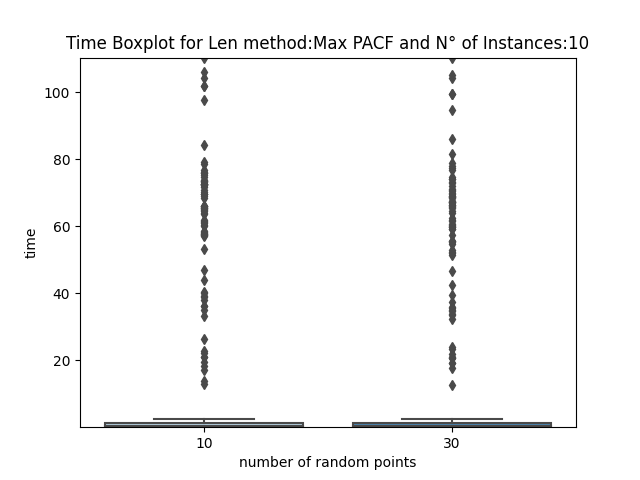 Time Boxplot for Len method:Max PACF and N° of Instances:10
100
80
60
40
20
time
10
30
number of random points